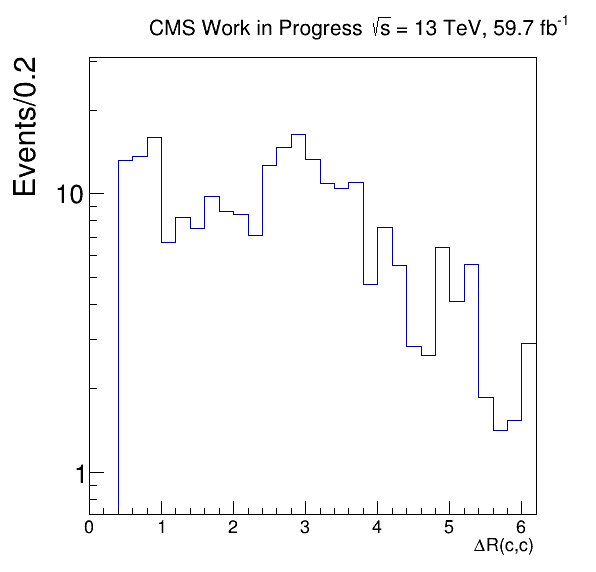 CMS Work in Progress √s = 13 TeV, 59.7 fb⁻¹
Events/0.2
10
1
0 1 2 3 4 5 6
ΔR(c,c)